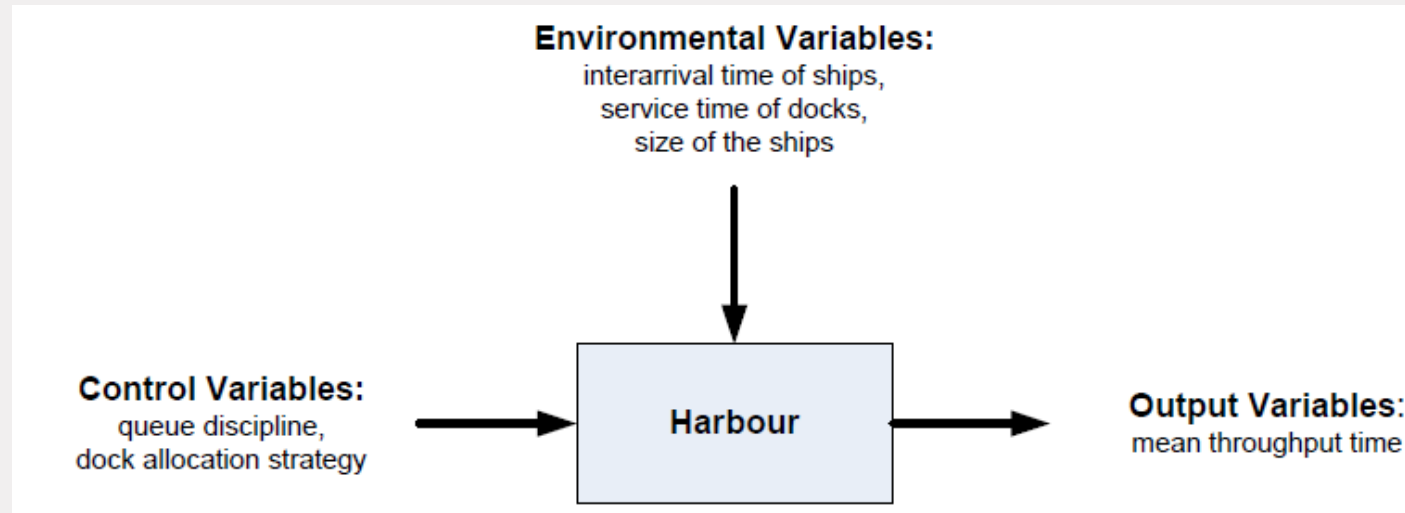 Environmental Variables:
interarrival time of ships,
service time of docks,
size of the ships
Control Variables:
queue discipline,
dock allocation strategy
Harbour
Output Variables:
mean throughput time